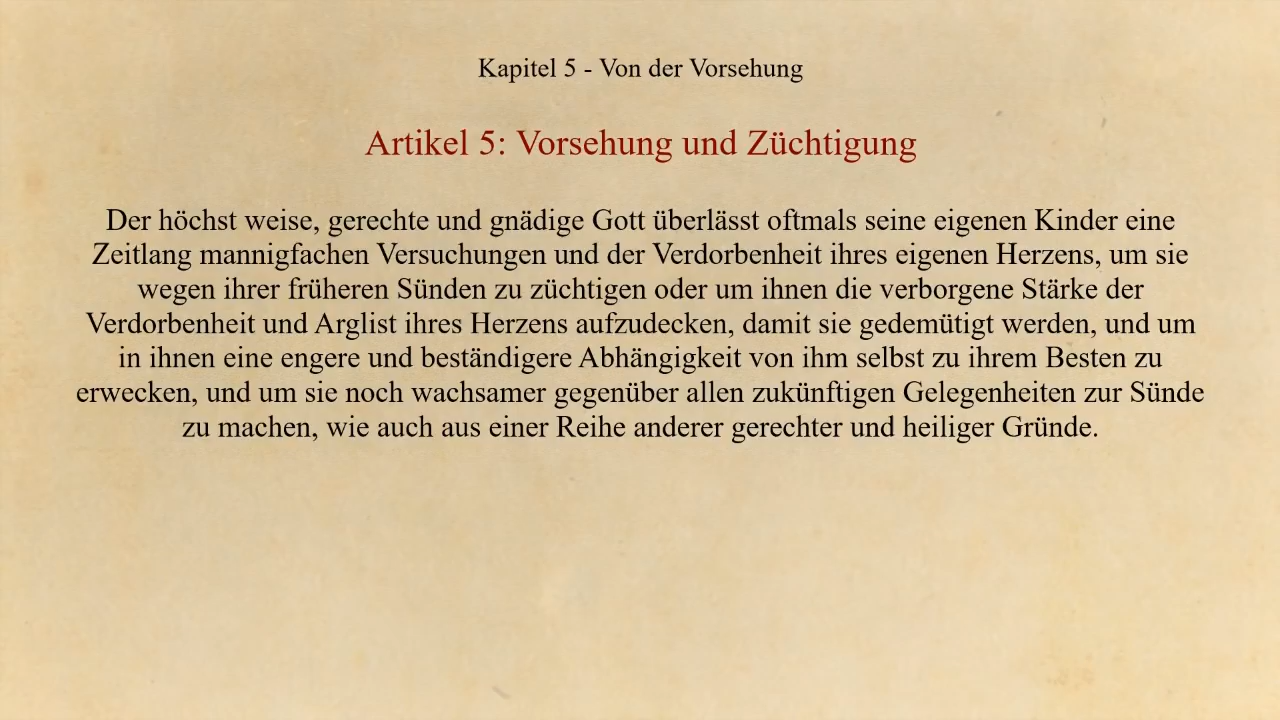 Kapitel 5 - Von der Vorsehung
Artikel 5: Vorsehung und Züchtigung
Der höchst weise, gerechte und gnädige Gott überlässt oftmals seine eigenen Kinder eine
Zeitlang mannigfachen Versuchungen und der Verdorbenheit ihres eigenen Herzens, um sie
wegen ihrer früheren Sünden zu züchtigen oder um ihnen die verborgene Stärke der
Verdorbenheit und Arglist ihres Herzens aufzudecken, damit sie gedemütigt werden, und um
in ihnen eine engere und beständigere Abhängigkeit von ihm selbst zu ihrem Besten zu
erwecken, und um sie noch wachsamer gegenüber allen zukünftigen Gelegenheiten zur Sünde
zu machen, wie auch aus einer Reihe anderer gerechter und heiliger Gründe.